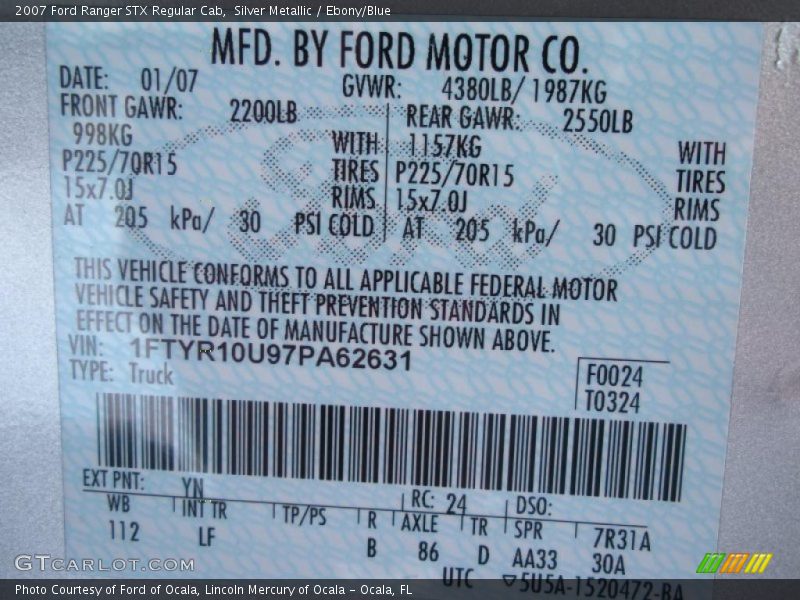 2007 Ford Ranger STX Regular Cab,  Silver Metallic / Ebony/Blue
MFD. BY FORD MOTOR CO.
DATE: 01/07 GVWR: 4380LB/ 1987KG
FRONT GAWR: 2200LB REAR GAWR: 2550LB
998KG WITH 1157KG WITH
P225/70R15 TIRES P225/70R15 TIRES
15x7.0J RIMS 15x7.0J RIMS
AT 205 kPa/ 30 PSI COLD AT 205 kPa/ 30 PSI COLD
THIS VEHICLE CONFORMS TO ALL APPLICABLE FEDERAL MOTOR
VEHICLE SAFETY AND THEFT PREVENTION STANDARDS IN
EFFECT ON THE DATE OF MANUFACTURE SHOWN ABOVE.
VIN: 1FTYR10U97PA62631
TYPE: Truck
F0024
T0324
EXT PNT: YN RC: 24 DSO:
WB INT TR TP/PS R AXLE TR SPR 7R31A
112 LF B 86 D AA33 30A
UTC ▽5U5A-1520472-BA
GTCarLot.com
Photo Courtesy of Ford of Ocala, Lincoln Mercury of Ocala – Ocala, FL